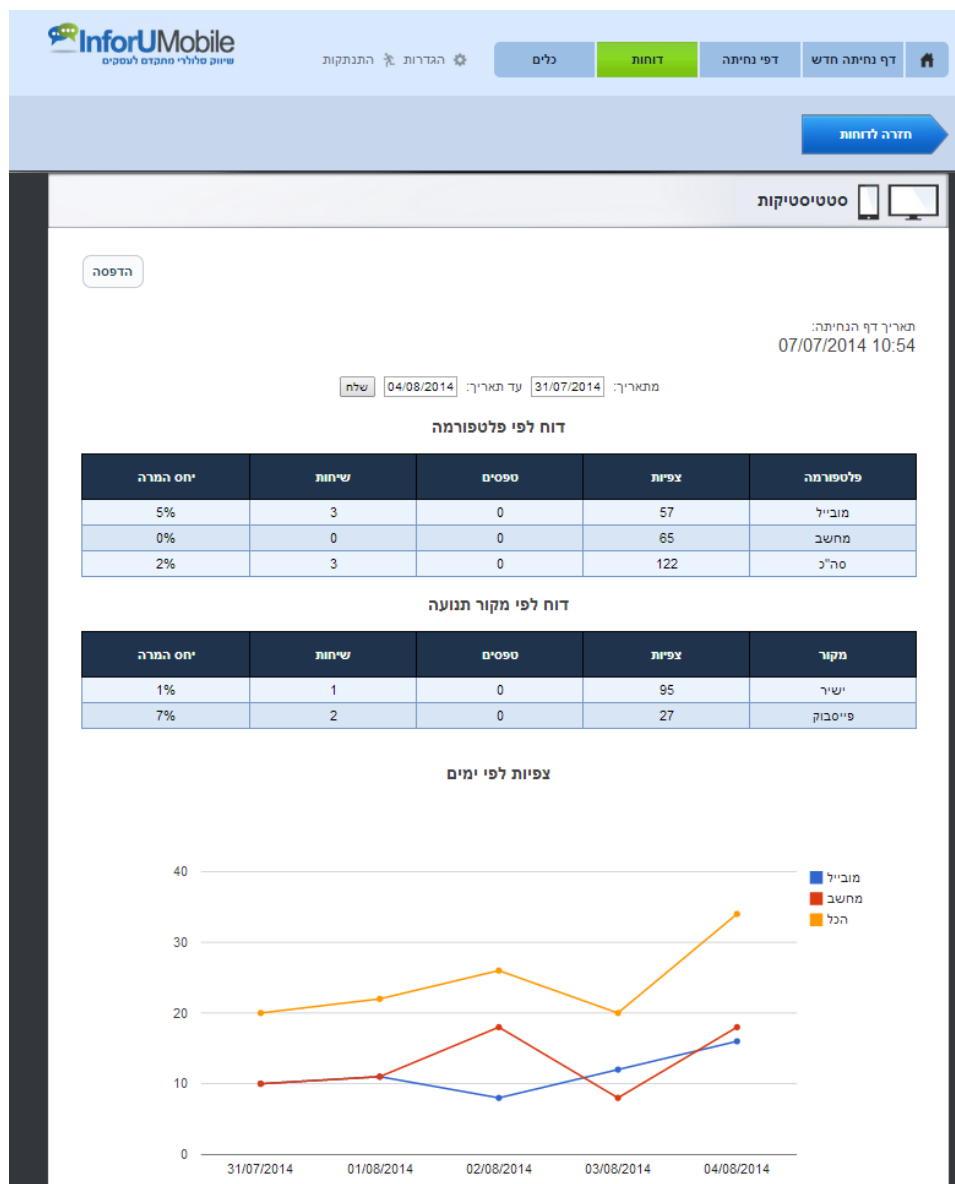 InforUMobile
שיווק סלולרי מתקדם לעסקים
דף נחיתה חדש דפי נחיתה דוחות כלים הגדרות התנתקות
חזרה לדוחות
סטטיסטיקות
הדפסה
תאריך דף הנחיתה:
07/07/2014 10:54
מתאריך: 31/07/2014 עד תאריך: 04/08/2014 שלח
דוח לפי פלטפורמה
פלטפורמה צפיות טפסים שיחות יחס המרה
מובייל 57 0 3 5%
מחשב 65 0 0 0%
סה"כ 122 0 3 2%
דוח לפי מקור תנועה
מקור צפיות טפסים שיחות יחס המרה
ישיר 95 0 1 1%
פייסבוק 27 0 2 7%
צפיות לפי ימים
מובייל
מחשב
הכל
40
30
20
10
0
31/07/2014 01/08/2014 02/08/2014 03/08/2014 04/08/2014